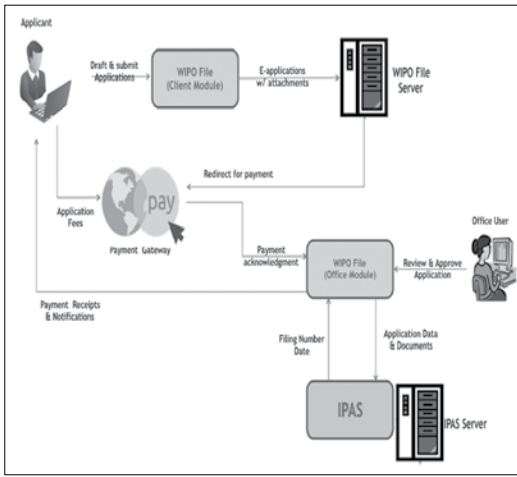 Applicant
Draft & submit
Applications
WIPO File
(Client Module)
E-applications
w/ attachments
WIPO File
Server
Redirect for payment
pay
Application
Fees
Payment Gateway
Payment
acknowledgment
WIPO File
(Office Module)
Office User
Review & Approve
Application
Payment Receipts
& Notifications
Filing Number
Date
Application Data
& Documents
IPAS
IPAS Server